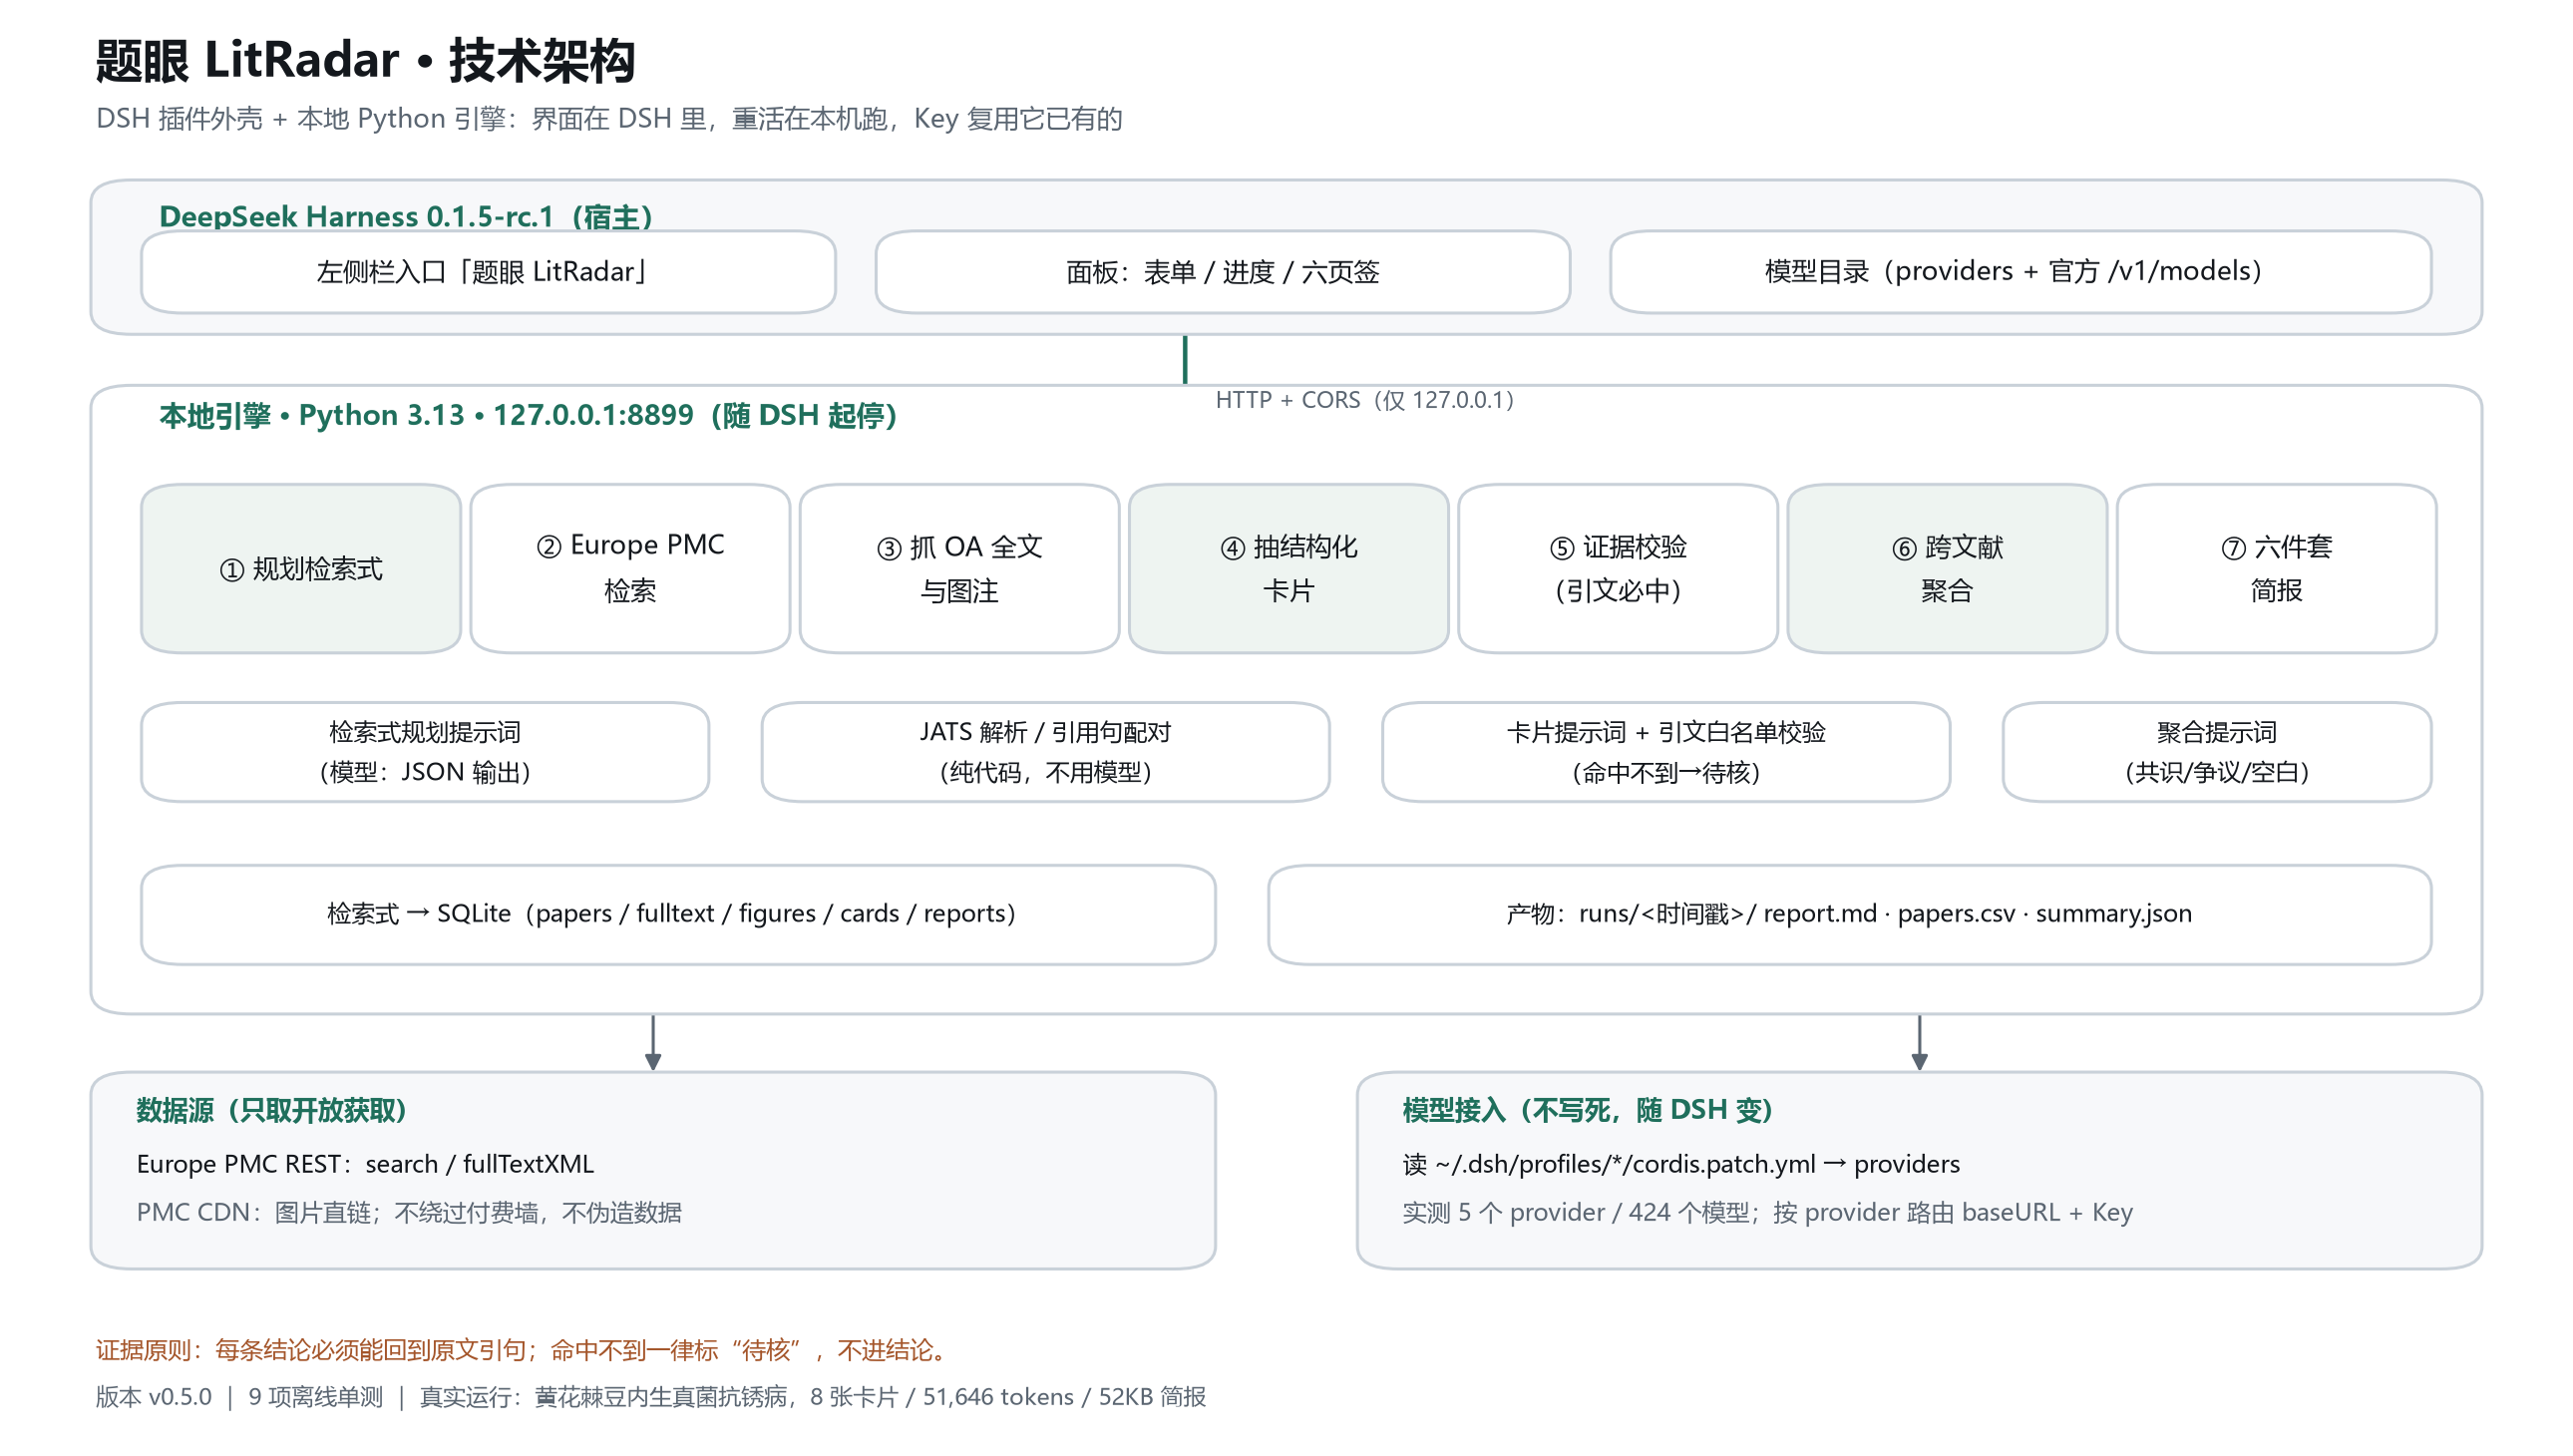 题眼 LitRadar • 技术架构
DSH 插件外壳 + 本地 Python 引擎：界面在 DSH 里，重活在本机跑，Key 复用它已有的
DeepSeek Harness 0.1.5-rc.1（宿主）
左侧栏入口「题眼 LitRadar」
面板：表单 / 进度 / 六页签
模型目录（providers + 官方 /v1/models）
HTTP + CORS（仅 127.0.0.1）
本地引擎 • Python 3.13 • 127.0.0.1:8899（随 DSH 起停）
① 规划检索式
② Europe PMC
检索
③ 抓 OA 全文
与图注
④ 抽结构化
卡片
⑤ 证据校验
（引文必中）
⑥ 跨文献
聚合
⑦ 六件套
简报
检索式规划提示词
（模型：JSON 输出）
JATS 解析 / 引用句配对
（纯代码，不用模型）
卡片提示词 + 引文白名单校验
（命中不到→待核）
聚合提示词
（共识/争议/空白）
检索式 → SQLite（papers / fulltext / figures / cards / reports）
产物：runs/<时间戳>/ report.md · papers.csv · summary.json
数据源（只取开放获取）
Europe PMC REST：search / fullTextXML
PMC CDN：图片直链；不绕过付费墙，不伪造数据
模型接入（不写死，随 DSH 变）
读 ~/.dsh/profiles/*/cordis.patch.yml → providers
实测 5 个 provider / 424 个模型；按 provider 路由 baseURL + Key
证据原则：每条结论必须能回到原文引句；命中不到一律标“待核”，不进结论。
版本 v0.5.0 ｜ 9 项离线单测 ｜ 真实运行：黄花棘豆内生真菌抗锈病，8 张卡片 / 51,646 tokens / 52KB 简报